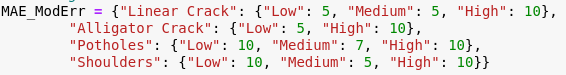 MAE_ModErr = {"Linear Crack": {"Low": 5, "Medium": 5, "High": 10},
"Alligator Crack": {"Low": 5, "High": 10},
"Potholes": {"Low": 10, "Medium": 7, "High": 10},
"Shoulders": {"Low": 10, "Medium": 5, "High": 10}}